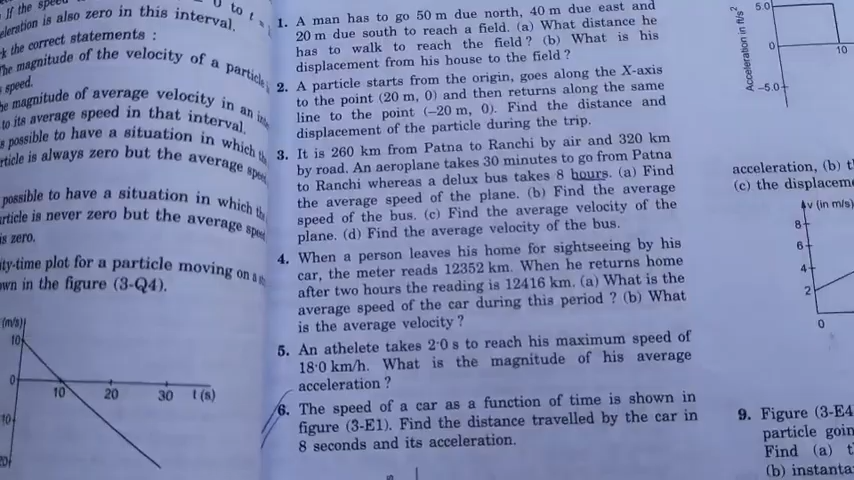 If the speed
0 to t =
eleration is also zero in this interval.
k the correct statements :
he magnitude of the velocity of a particle
speed.
he magnitude of average velocity in an
to its average speed in that interval.
s possible to have a situation in which
rticle is always zero but the average
possible to have a situation in which
article is never zero but the average
is zero.
ity-time plot for a particle moving on a
wn in the figure (3-Q4).
(m/s)
10
0
10
20
30
t (s)
10
1. A man has to go 50 m due north, 40 m due east and
20 m due south to reach a field. (a) What distance he
has to walk to reach the field ? (b) What is his
displacement from his house to the field ?
2. A particle starts from the origin, goes along the X-axis
to the point (20 m, 0) and then returns along the same
line to the point (–20 m, 0). Find the distance and
displacement of the particle during the trip.
3. It is 260 km from Patna to Ranchi by air and 320 km
by road. An aeroplane takes 30 minutes to go from Patna
to Ranchi whereas a delux bus takes 8 hours. (a) Find
the average speed of the plane. (b) Find the average
speed of the bus. (c) Find the average velocity of the
plane. (d) Find the average velocity of the bus.
4. When a person leaves his home for sightseeing by his
car, the meter reads 12352 km. When he returns home
after two hours the reading is 12416 km. (a) What is the
average speed of the car during this period ? (b) What
is the average velocity ?
5. An athelete takes 2·0 s to reach his maximum speed of
18·0 km/h. What is the magnitude of his average
acceleration ?
6. The speed of a car as a function of time is shown in
figure (3-E1). Find the distance travelled by the car in
8 seconds and its acceleration.
Acceleration in ft/s²
5.0
0
–5.0
10
acceleration, (b)
(c) the displaceme
v (in m/s)
8
6
4
2
0
9. Figure (3-E4
particle goin
Find (a)
(b) instanta